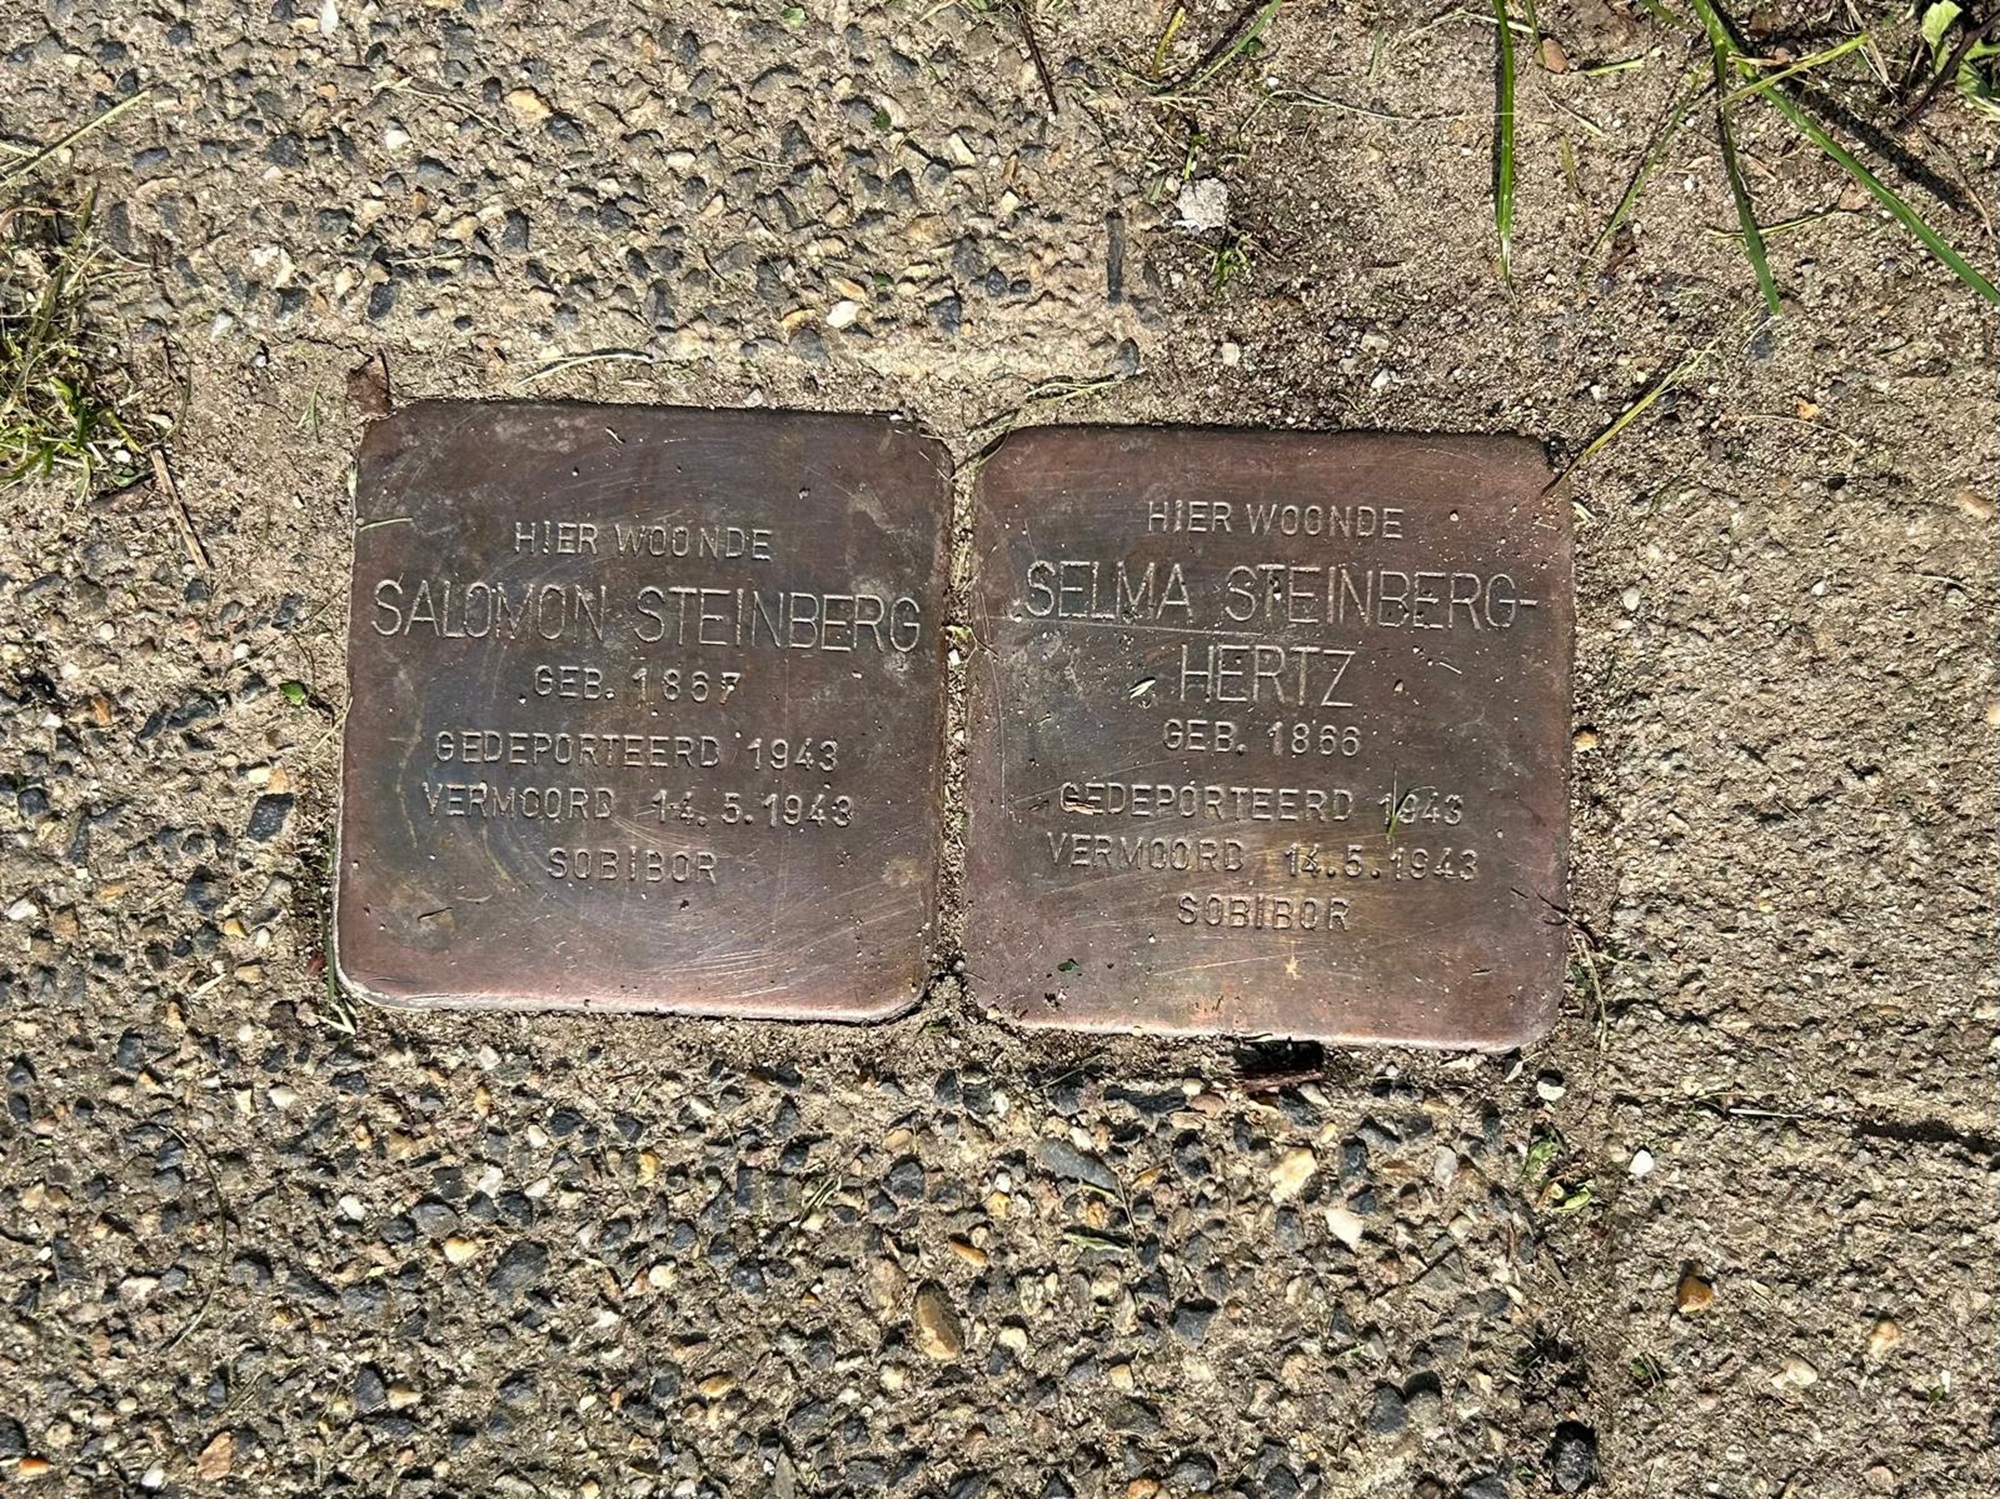 HIER WOONDE
SALOMON STEINBERG
GEB. 1867
GEDEPORTEERD 1943
VERMOORD 14.5.1943
SOBIBOR
HIER WOONDE
SELMA STEINBERG-
HERTZ
GEB. 1866
GEDEPORTEERD 1943
VERMOORD 14.5.1943
SOBIBOR